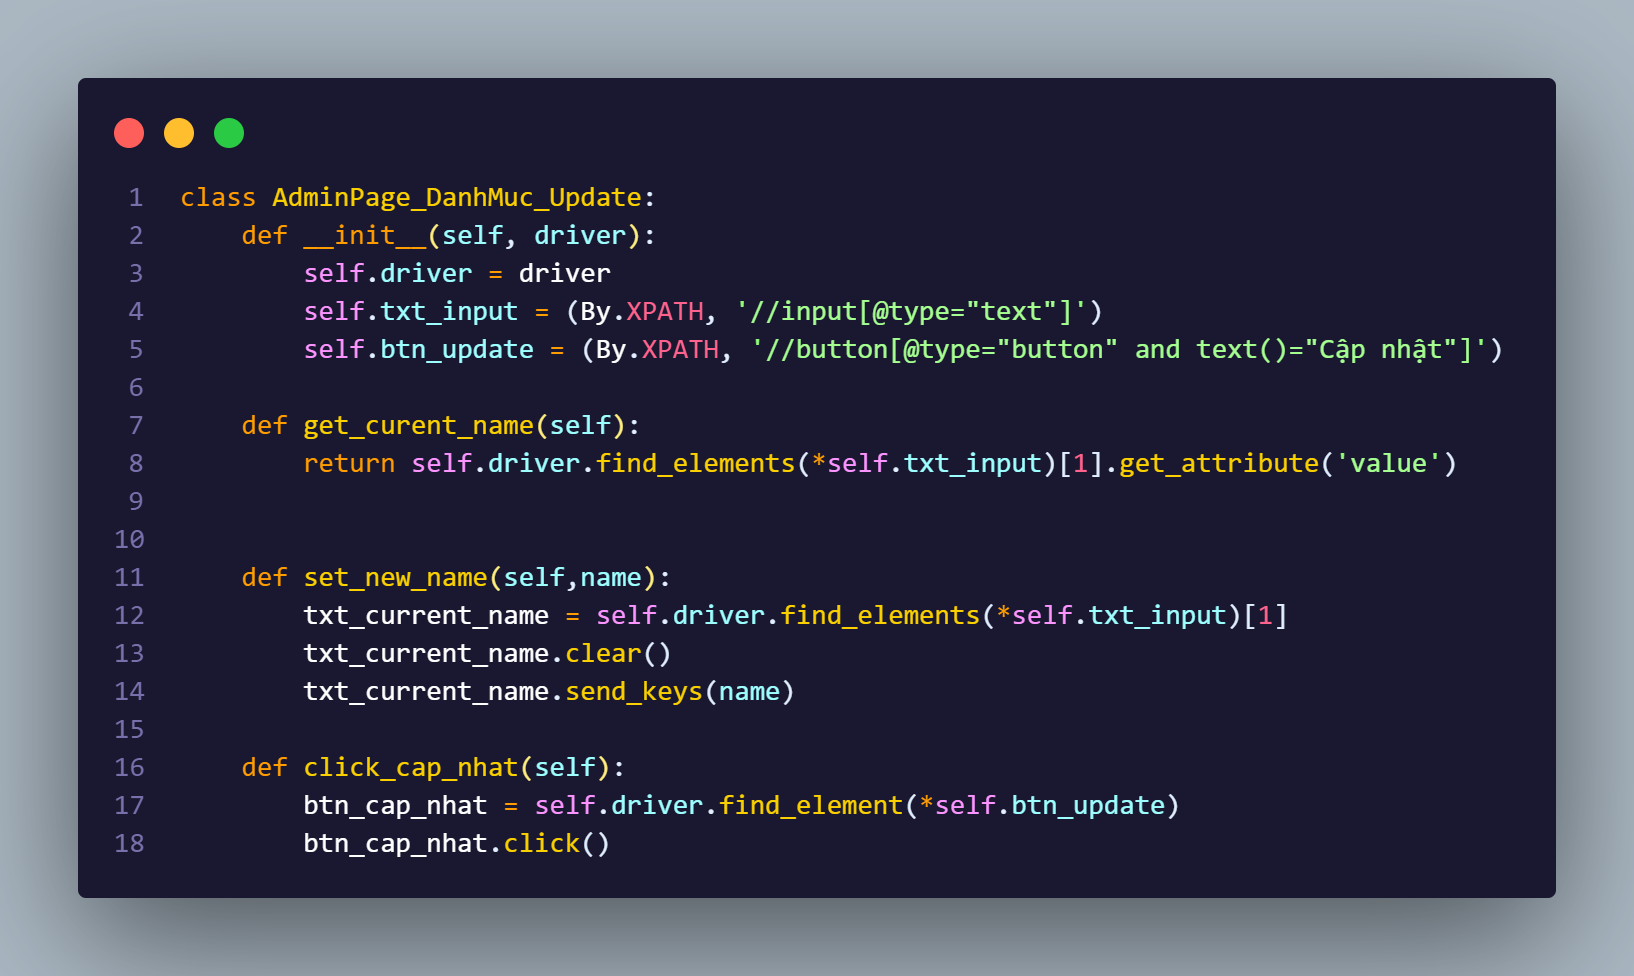 1 class AdminPage_DanhMuc_Update:
2     def __init__(self, driver):
3         self.driver = driver
4         self.txt_input = (By.XPATH, '//input[@type="text"]')
5         self.btn_update = (By.XPATH, '//button[@type="button" and text()="Cập nhật"]')
6
7     def get_curent_name(self):
8         return self.driver.find_elements(*self.txt_input)[1].get_attribute('value')
9
10
11     def set_new_name(self,name):
12         txt_current_name = self.driver.find_elements(*self.txt_input)[1]
13         txt_current_name.clear()
14         txt_current_name.send_keys(name)
15
16     def click_cap_nhat(self):
17         btn_cap_nhat = self.driver.find_element(*self.btn_update)
18         btn_cap_nhat.click()